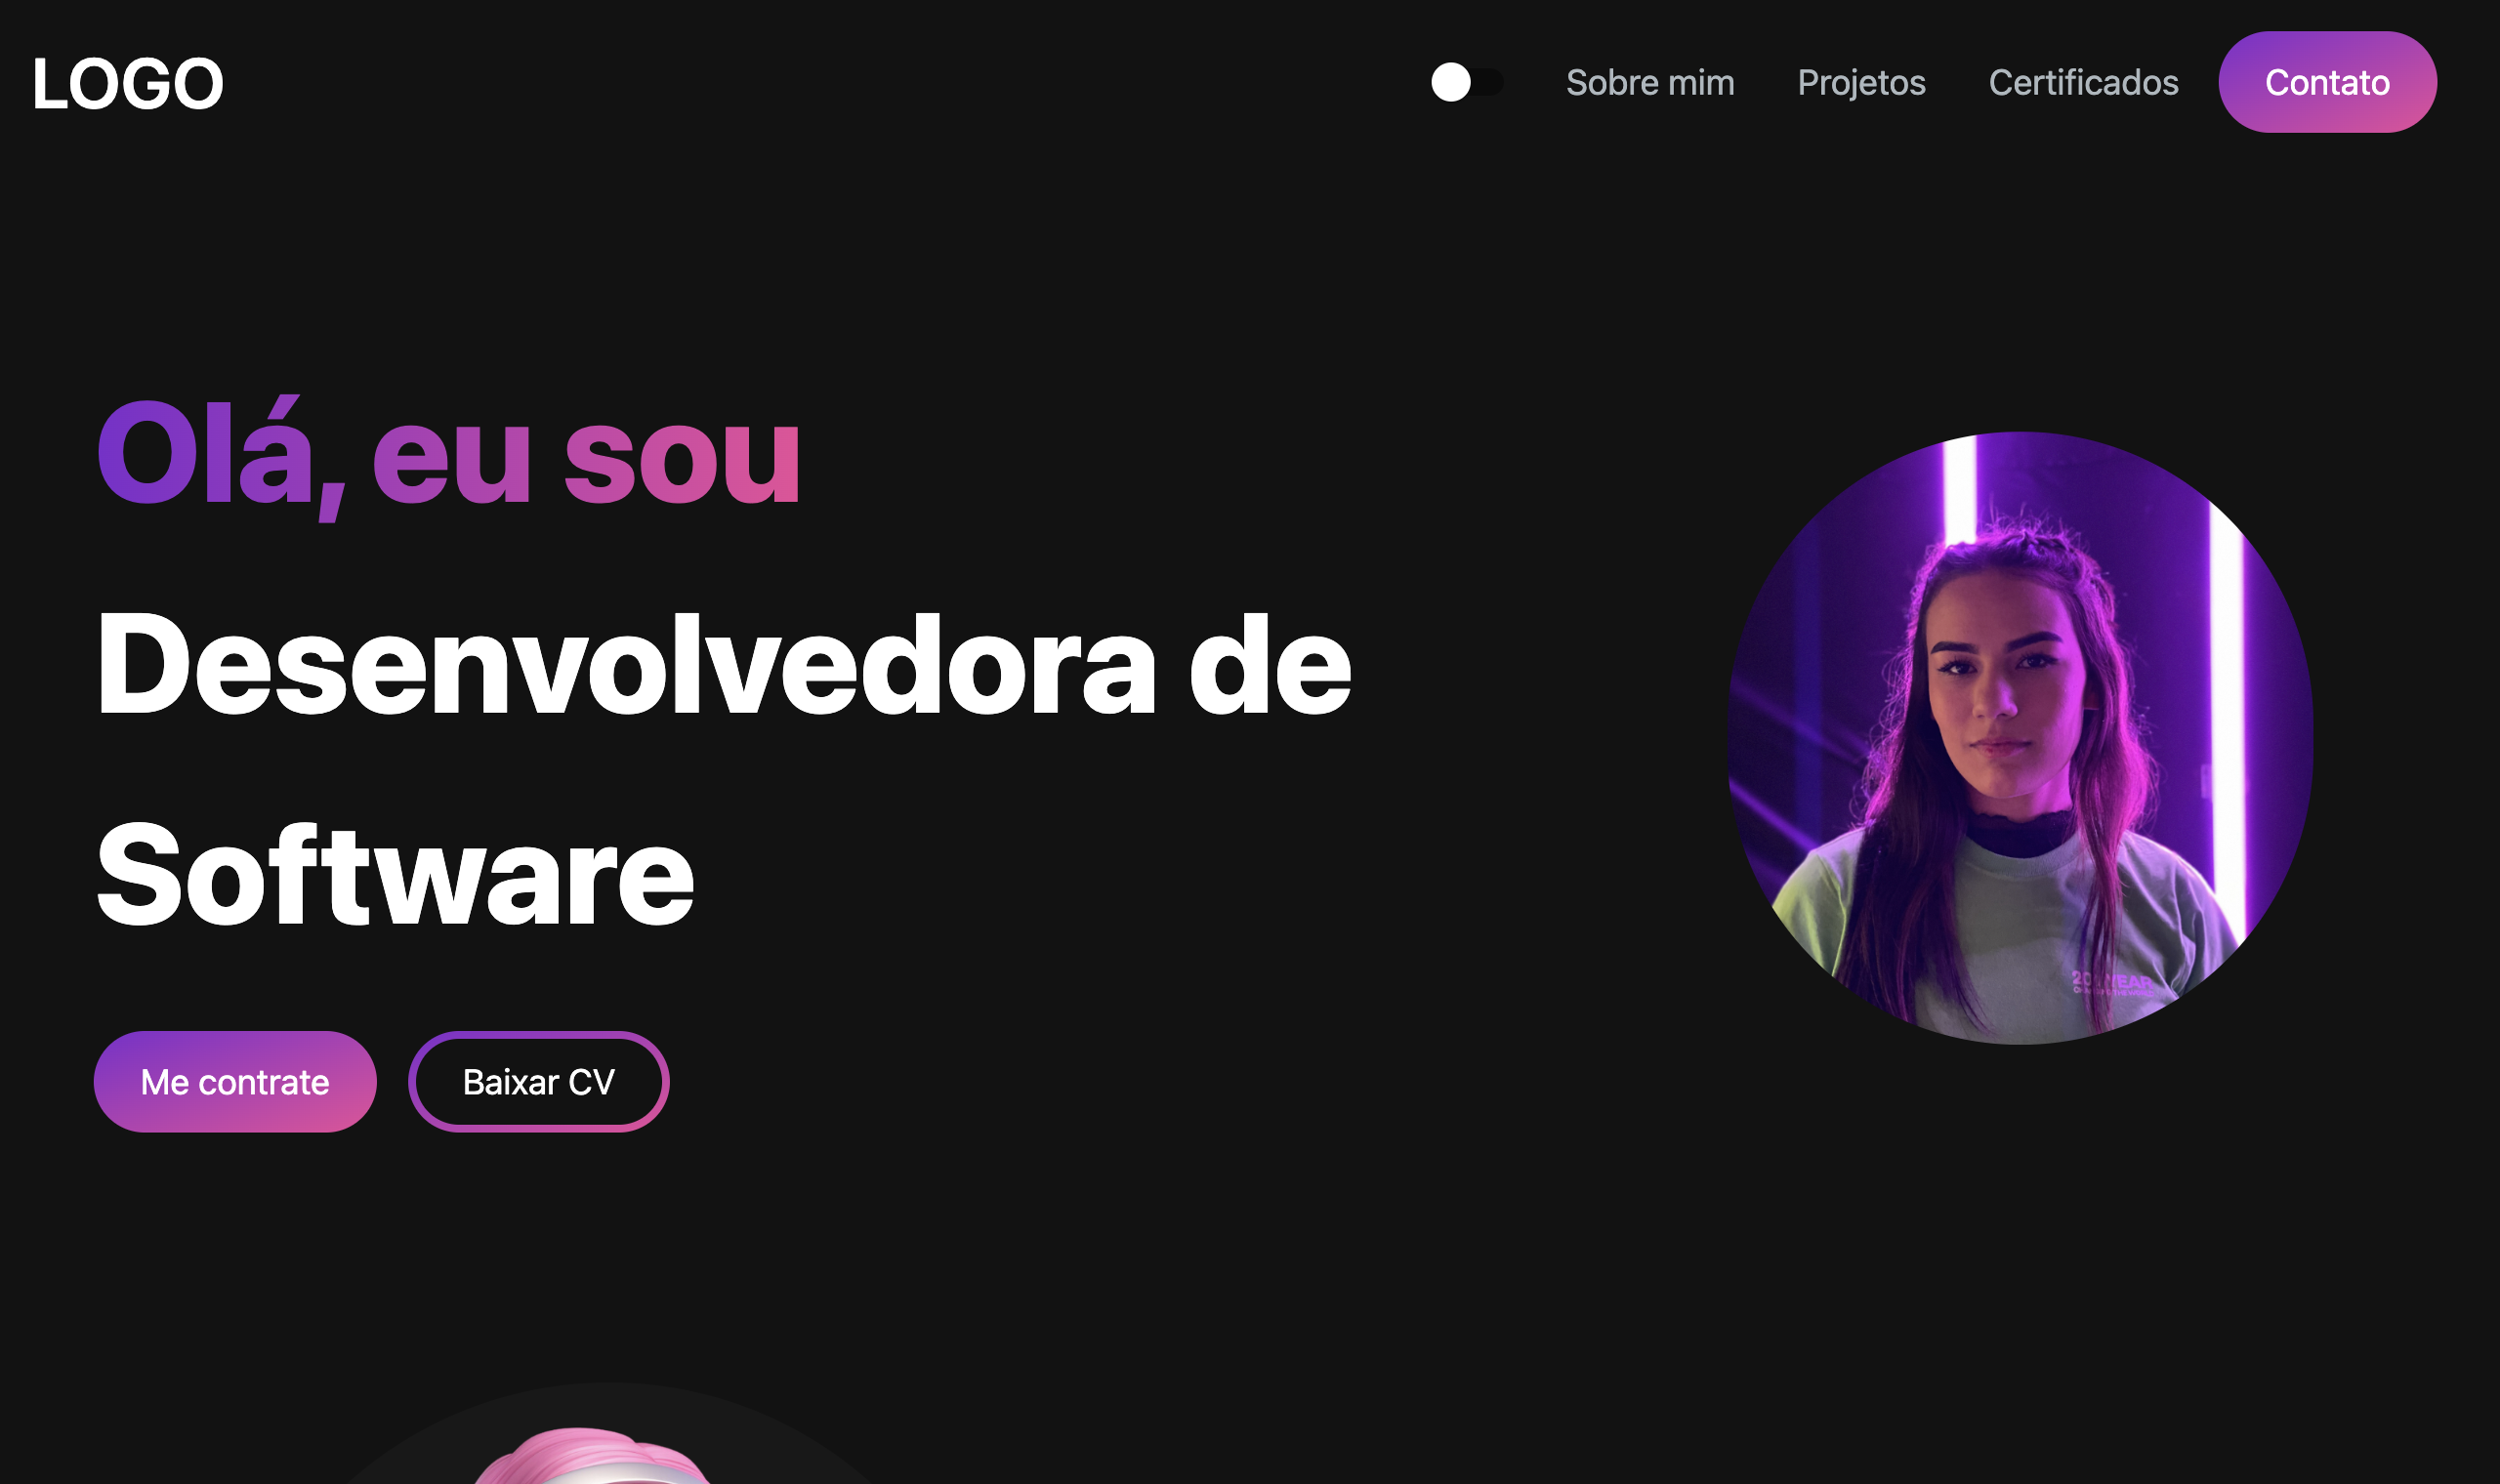 LOGO
Sobre mim
Projetos
Certificados
Contato
Olá, eu sou
Desenvolvedora de
Software
Me contrate
Baixar CV